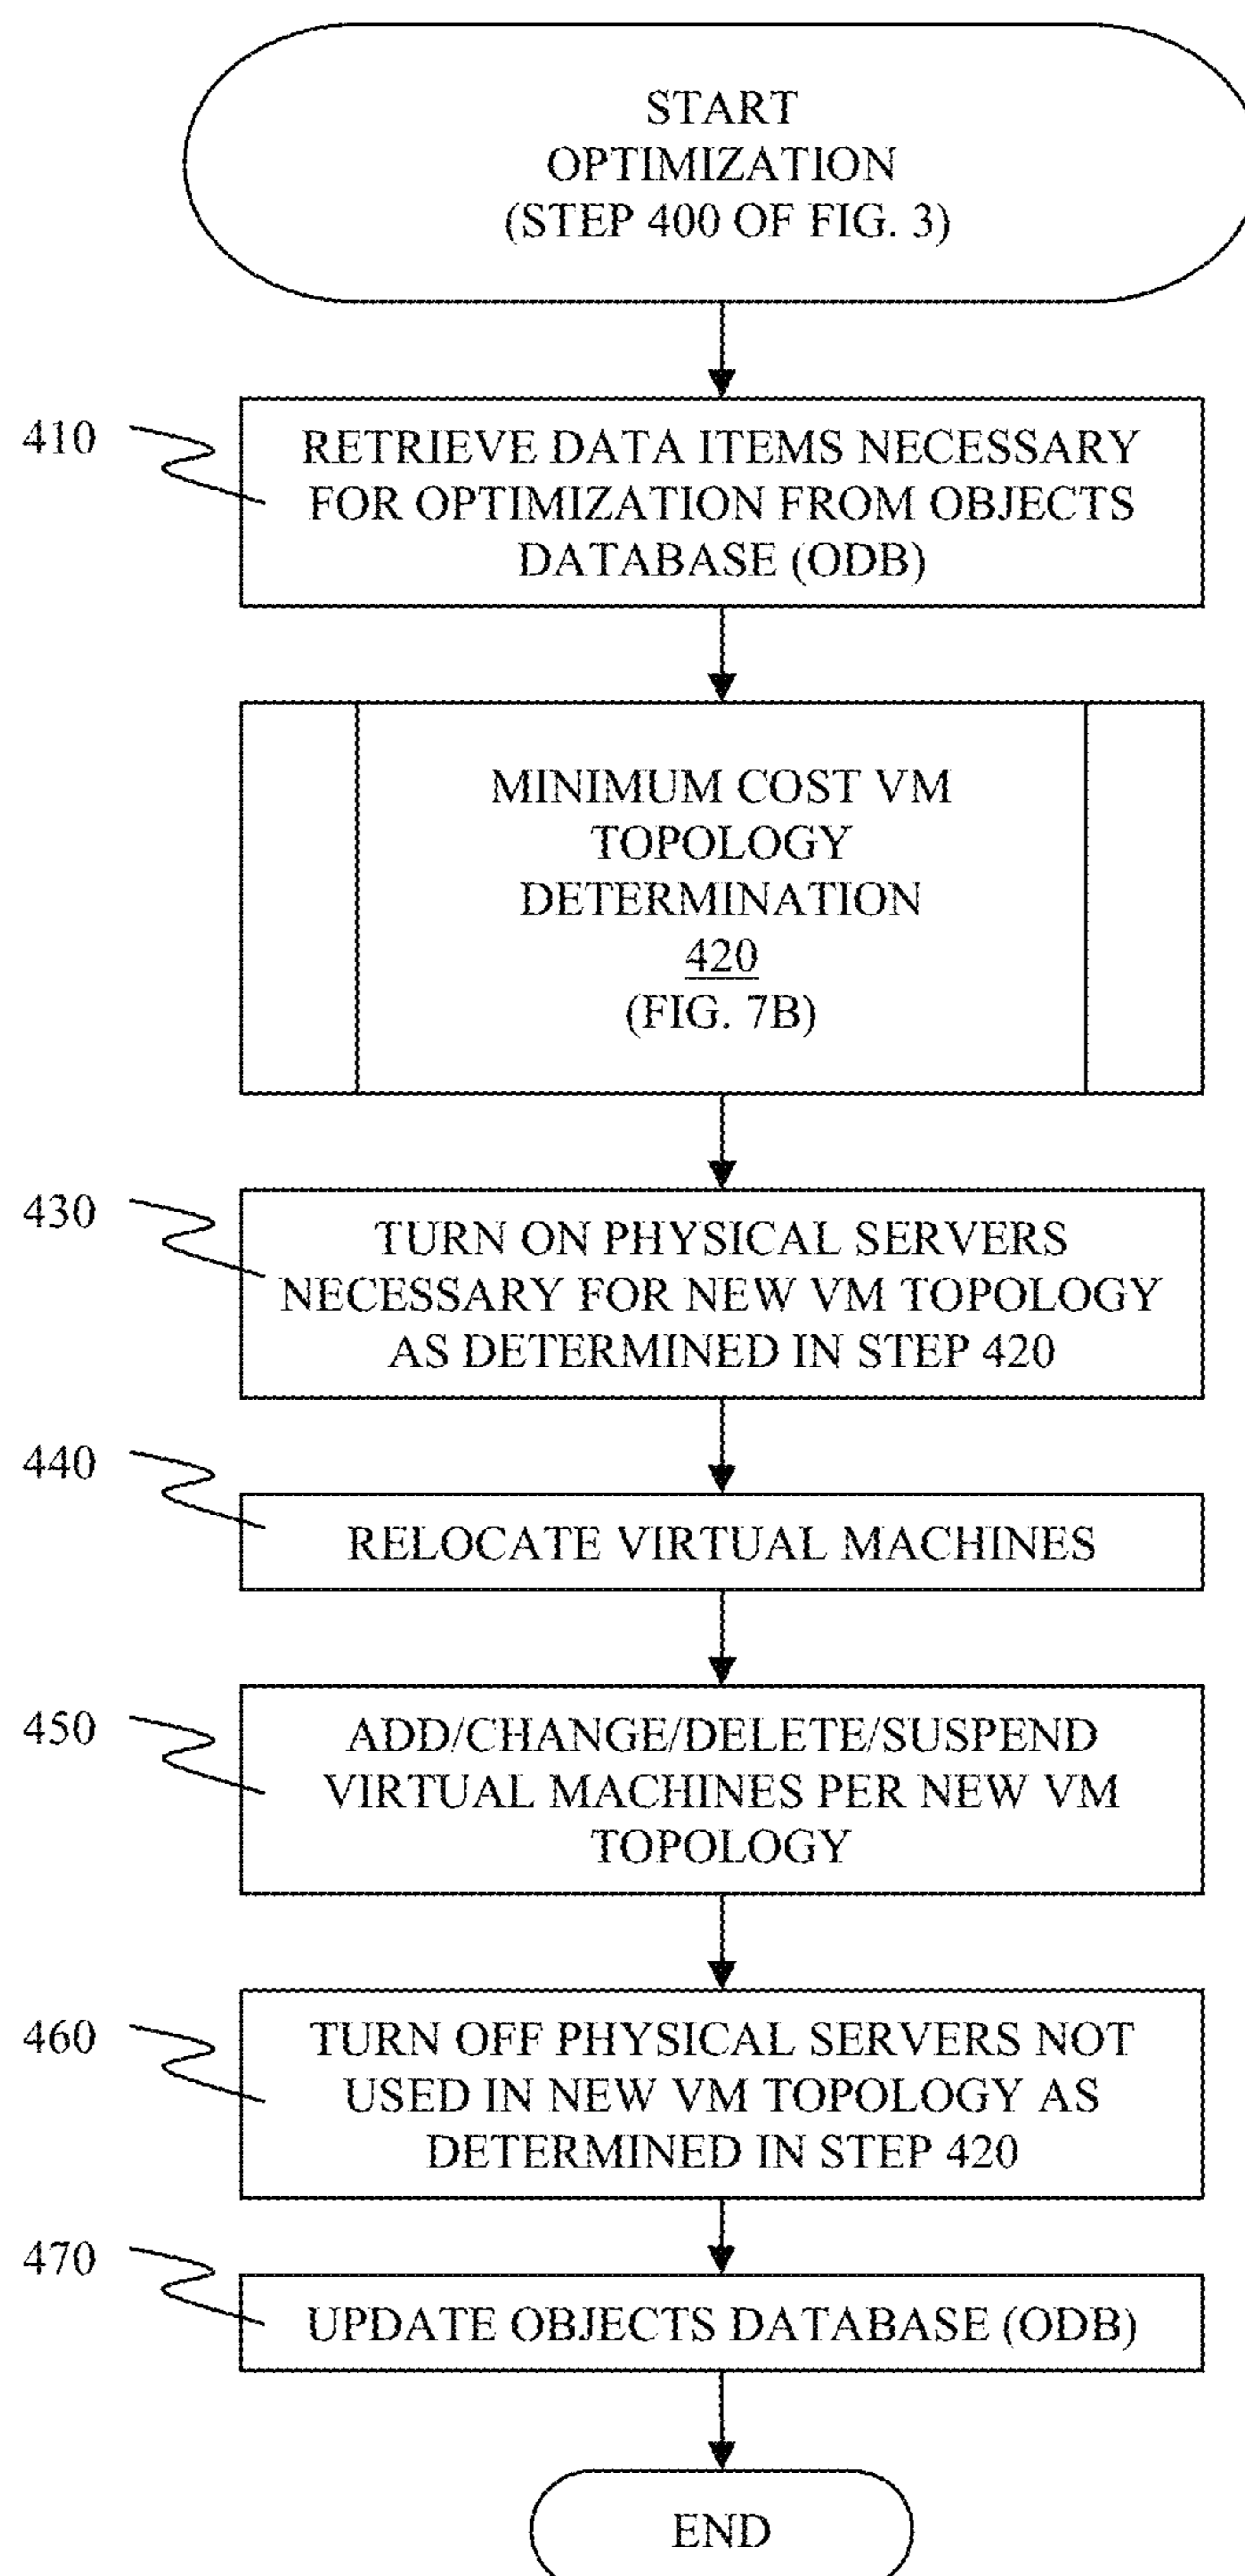 START
OPTIMIZATION
(STEP 400 OF FIG. 3)
410
RETRIEVE DATA ITEMS NECESSARY
FOR OPTIMIZATION FROM OBJECTS
DATABASE (ODB)
MINIMUM COST VM
TOPOLOGY
DETERMINATION
420
(FIG. 7B)
430
TURN ON PHYSICAL SERVERS
NECESSARY FOR NEW VM TOPOLOGY
AS DETERMINED IN STEP 420
440
RELOCATE VIRTUAL MACHINES
450
ADD/CHANGE/DELETE/SUSPEND
VIRTUAL MACHINES PER NEW VM
TOPOLOGY
460
TURN OFF PHYSICAL SERVERS NOT
USED IN NEW VM TOPOLOGY AS
DETERMINED IN STEP 420
470
UPDATE OBJECTS DATABASE (ODB)
END